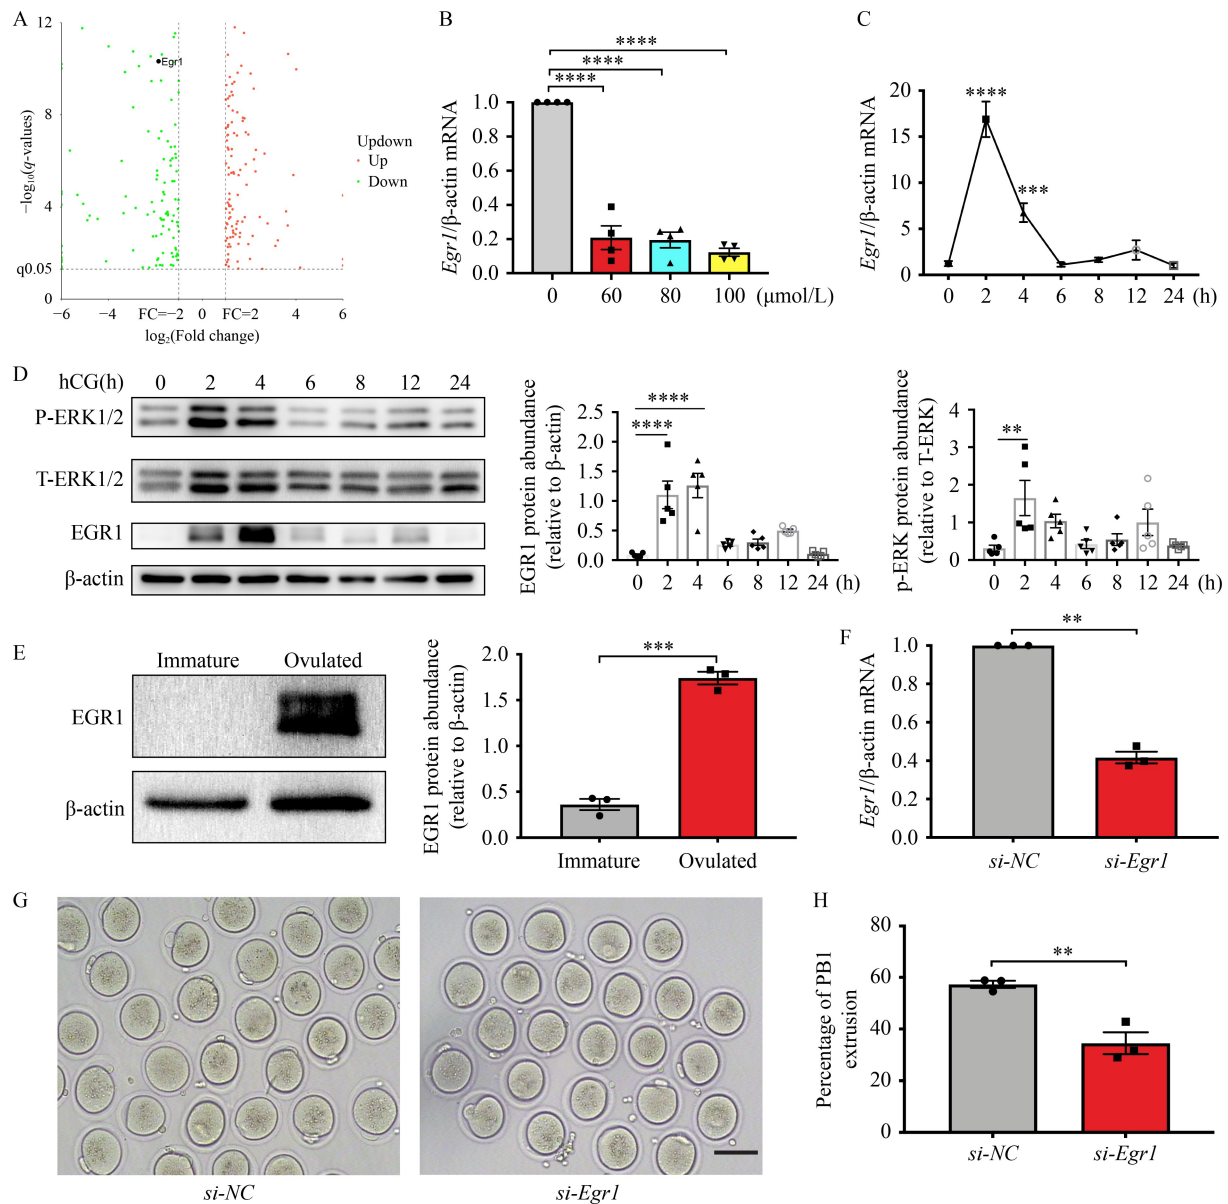 A
12
8
4
q0.05
0
−log10(q-values)
Egr1
−6
−4
FC=−2
0
FC=2
4
6
log2(Fold change)
Updown
Up
Down
B
****
****
****
1.0
0.8
0.6
0.4
0.2
0.0
Egr1/β-actin mRNA
0
60
80
100
(μmol/L)
C
20
15
10
5
0
Egr1/β-actin mRNA
****
***
0
2
4
6
8
12
24
(h)
D
hCG(h)
0
2
4
6
8
12
24
P-ERK1/2
T-ERK1/2
EGR1
β-actin
EGR1 protein abundance
(relative to β-actin)
2.5
2.0
1.5
1.0
0.5
0.0
****
****
0
2
4
6
8
12
24
(h)
p-ERK protein abundance
(relative to T-ERK)
4
3
2
1
0
**
0
2
4
6
8
12
24
(h)
E
Immature
Ovulated
EGR1
β-actin
EGR1 protein abundance
(relative to β-actin)
2.0
1.5
0.5
0.0
***
Immature
Ovulated
F
Egr1/β-actin mRNA
1.0
0.8
0.6
0.4
0.2
0.0
**
si-NC
si-Egr1
G
si-NC
si-Egr1
H
Percentage of PB1
extrusion
80
60
40
20
0
**
si-NC
si-Egr1